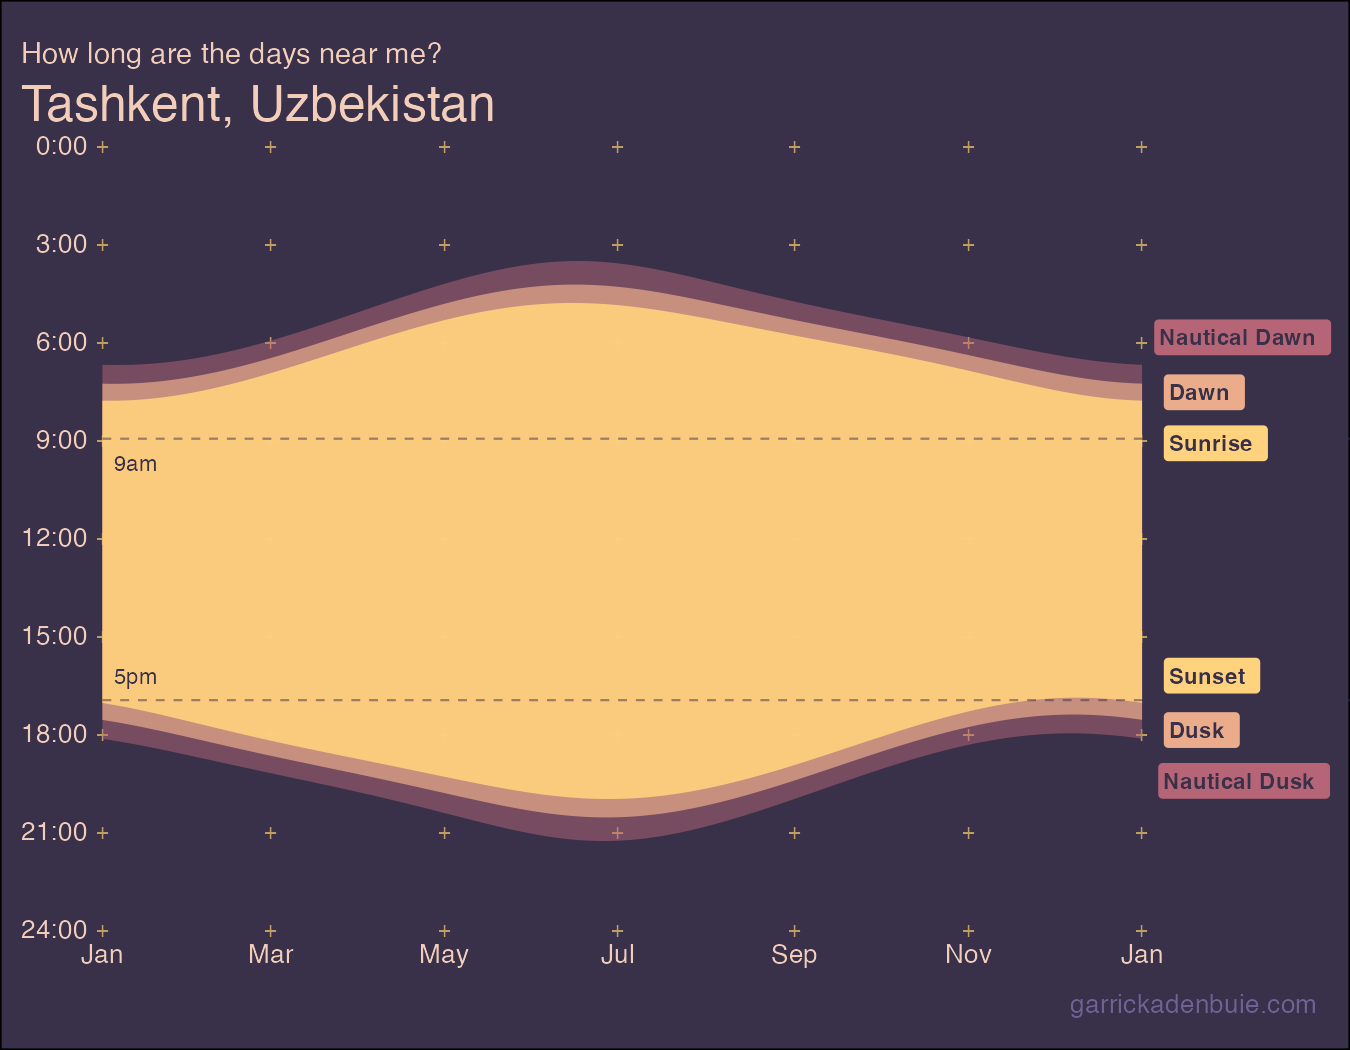 How long are the days near me?
Tashkent, Uzbekistan
0:00
3:00
6:00
Nautical Dawn
Dawn
9:00
Sunrise
9am
12:00
15:00
5pm
Sunset
18:00
Dusk
Nautical Dusk
21:00
24:00
Jan Mar May Jul Sep Nov Jan
garrickadenbuie.com